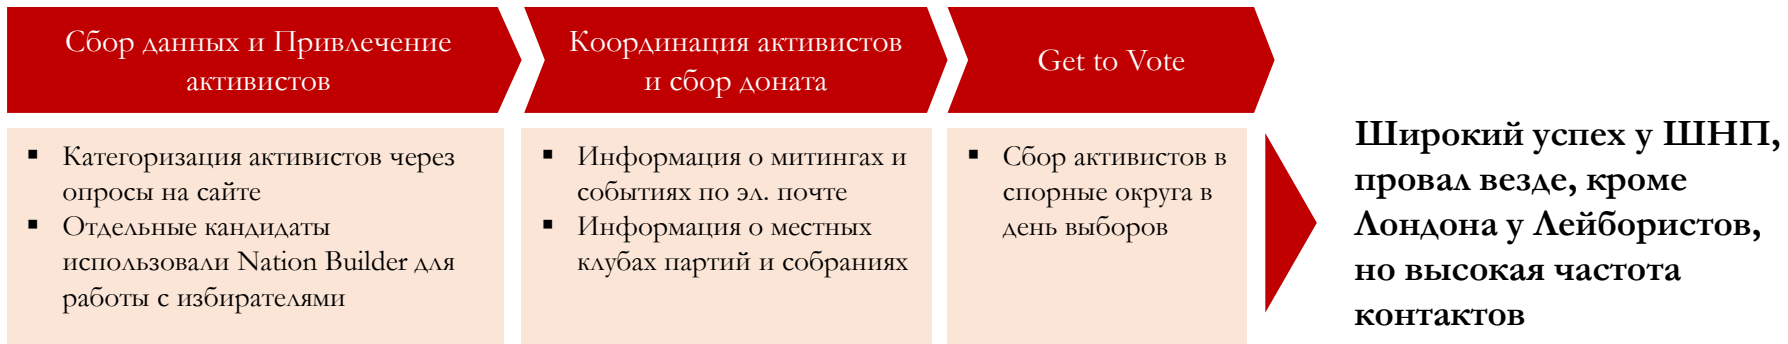 Сбор данных и Привлечение
активистов
Координация активистов
и сбор доната
Get to Vote
▪ Категоризация активистов через
опросы на сайте
▪ Отдельные кандидаты
использовали Nation Builder для
работы с избирателями
▪ Информация о митингах и
событиях по эл. почте
▪ Информация о местных
клубах партий и собраниях
▪ Сбор активистов в
спорные округа в
день выборов
Широкий успех у ШНП,
провал везде, кроме
Лондона у Лейбористов,
но высокая частота
контактов